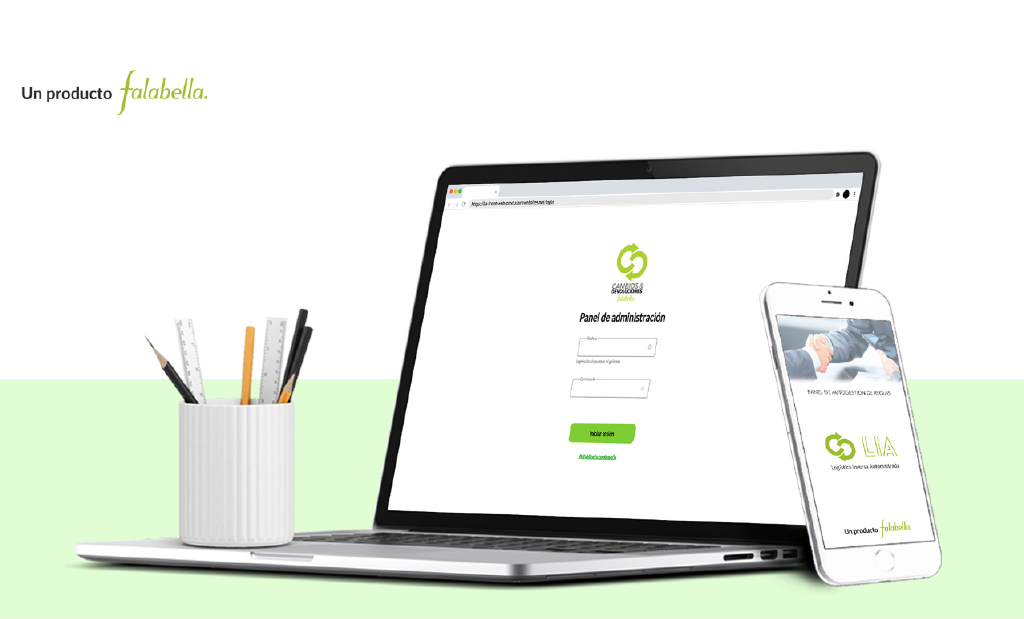 Un producto falabella.
CAMBIOS &
DEVOLUCIONES
falabella.
Panel de administración
Iniciar sesión
PANEL DE AUTOGESTIÓN DE REGLAS
LIA
Logística Inversa Automatizada
Un producto falabella.